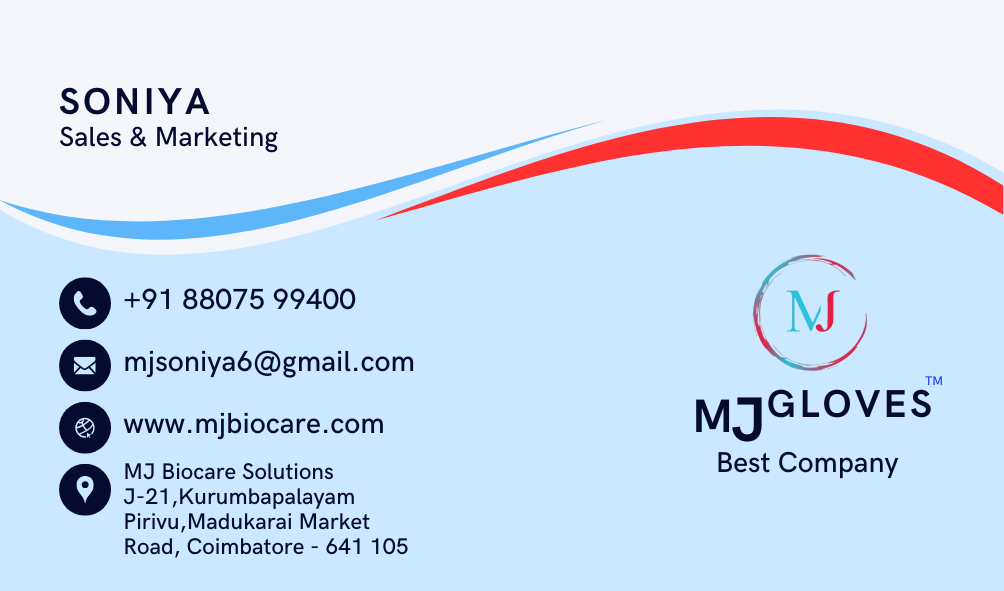 SONIYA
Sales & Marketing
+91 88075 99400
mjsoniya6@gmail.com
www.mjbiocare.com
MJ Biocare Solutions
J-21,Kurumbapalayam
Pirivu,Madukarai Market
Road, Coimbatore - 641 105
MJ
MJGLOVES™
Best Company